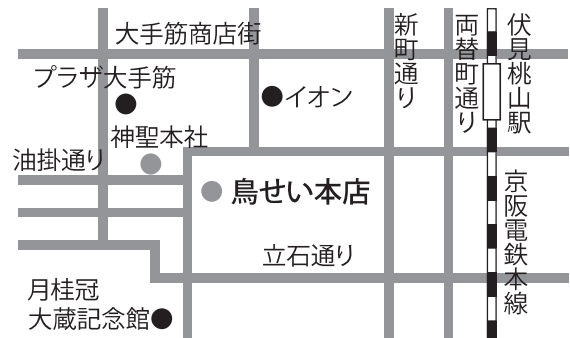 大手筋商店街
プラザ大手筋
イオン
新町通り
両替町通り
伏見桃山駅
神聖本社
油掛通り
鳥せい本店
京阪電鉄本線
立石通り
月桂冠
大蔵記念館